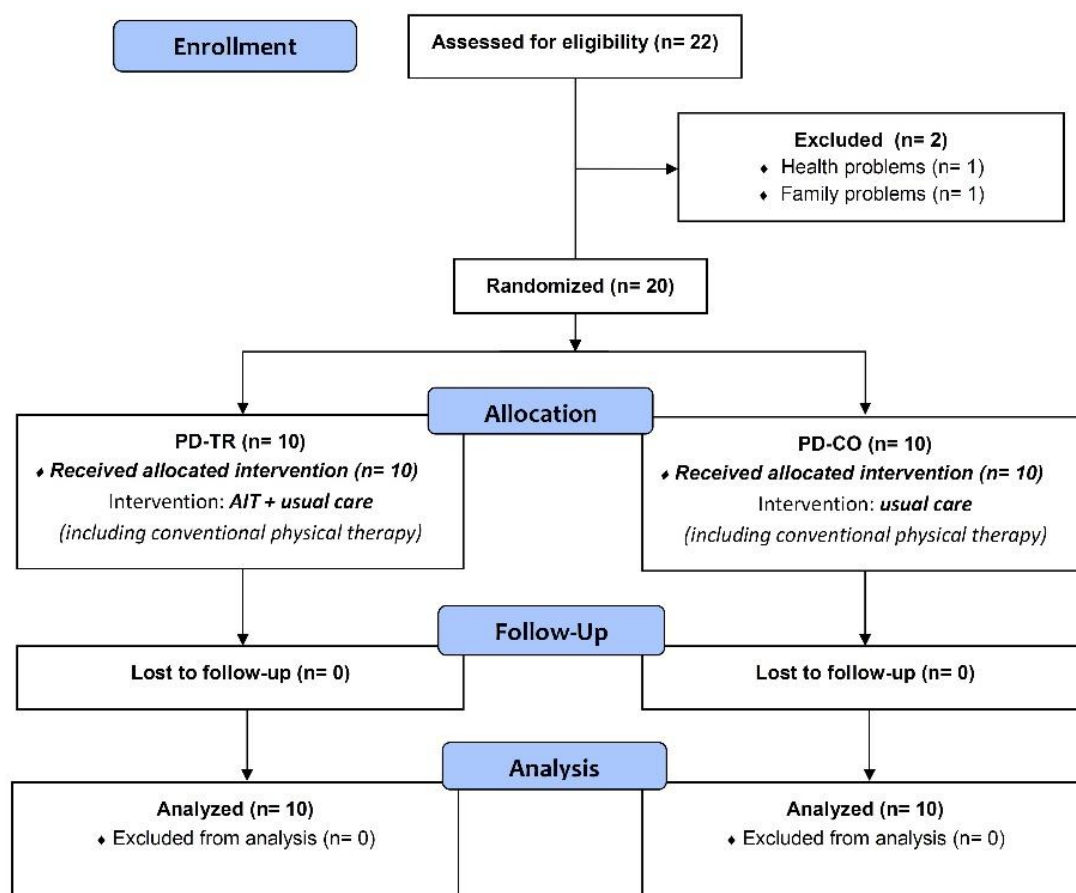 Enrollment
Assessed for eligibility (n= 22)
Excluded (n= 2)
♦ Health problems (n= 1)
♦ Family problems (n= 1)
Randomized (n= 20)
Allocation
PD-TR (n= 10)
♦ Received allocated intervention (n= 10)
Intervention: AIT + usual care
(including conventional physical therapy)
PD-CO (n= 10)
♦ Received allocated intervention (n= 10)
Intervention: usual care
(including conventional physical therapy)
Follow-Up
Lost to follow-up (n= 0)
Lost to follow-up (n= 0)
Analysis
Analyzed (n= 10)
♦ Excluded from analysis (n= 0)
Analyzed (n= 10)
♦ Excluded from analysis (n= 0)